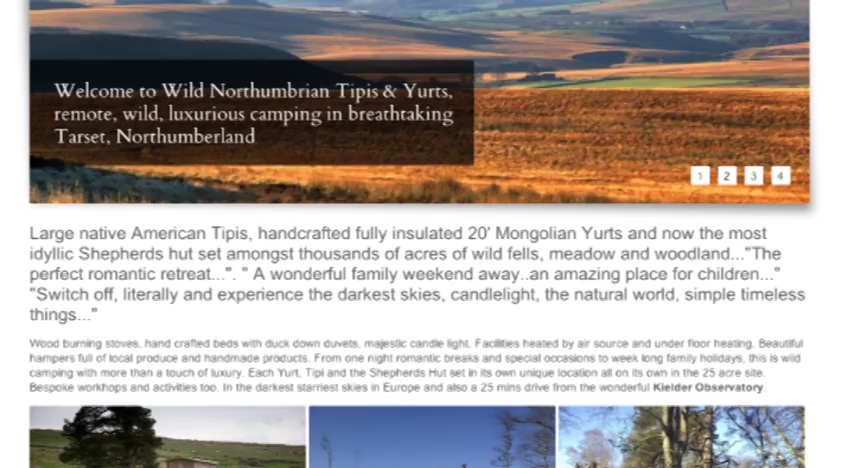 Welcome to Wild Northumbrian Tipis & Yurts,
remote, wild, luxurious camping in breathtaking
Tarset, Northumberland
1 2 3 4
Large native American Tipis, handcrafted fully insulated 20' Mongolian Yurts and now the most
idyllic Shepherds hut set amongst thousands of acres of wild fells, meadow and woodland..."The
perfect romantic retreat...". " A wonderful family weekend away..an amazing place for children..."
"Switch off, literally and experience the darkest skies, candlelight, the natural world, simple timeless
things..."
Wood burning stoves, hand crafted beds with duck down duvets, majestic candle light. Facilities heated by air source and under floor heating. Beautiful
hampers full of local produce and handmade products. From one night romantic breaks and special occasions to week long family holidays, this is wild
camping with more than a touch of luxury. Each Yurt, Tipi and the Shepherds Hut set in its own unique location all on its own in the 25 acre site.
Bespoke workhops and activities too. In the darkest starriest skies in Europe and also a 25 mins drive from the wonderful Kielder Observatory.